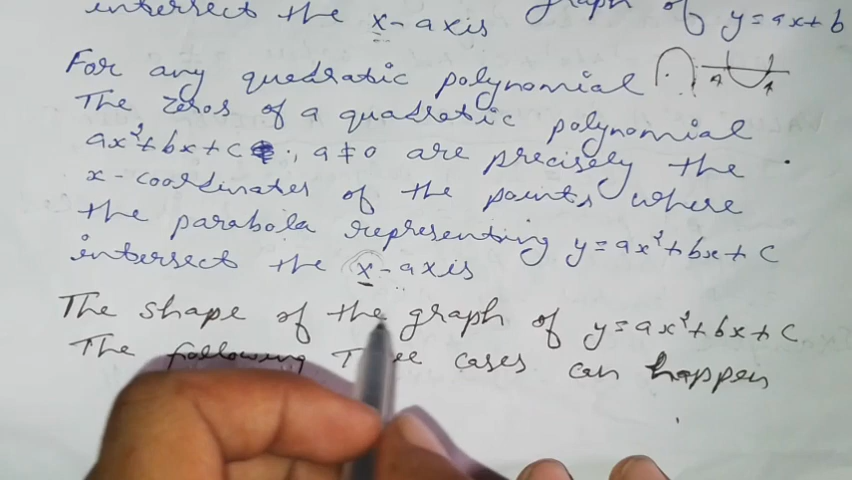 intersect the x-axis graph of y=ax+b
For any quadratic polynomial
The zeros of a quadratic polynomial
ax²+bx+c , a≠0 are precisely the
x-coordinates of the points where
the parabola representing y=ax²+bx+c
intersect the x-axis
The shape of the graph of y=ax²+bx+c
The following cases can happen